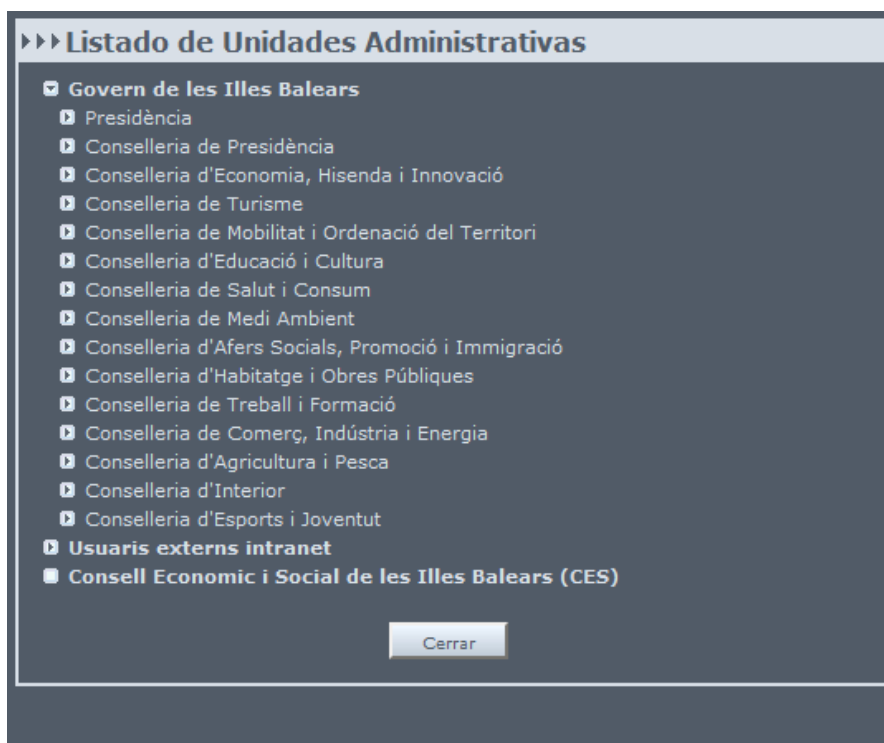 Listado de Unidades Administrativas
Govern de les Illes Balears
Presidència
Conselleria de Presidència
Conselleria d'Economia, Hisenda i Innovació
Conselleria de Turisme
Conselleria de Mobilitat i Ordenació del Territori
Conselleria d'Educació i Cultura
Conselleria de Salut i Consum
Conselleria de Medi Ambient
Conselleria d'Afers Socials, Promoció i Immigració
Conselleria d'Habitatge i Obres Públiques
Conselleria de Treball i Formació
Conselleria de Comerç, Indústria i Energia
Conselleria d'Agricultura i Pesca
Conselleria d'Interior
Conselleria d'Esports i Joventut
Usuaris externs intranet
Consell Economic i Social de les Illes Balears (CES)
Cerrar